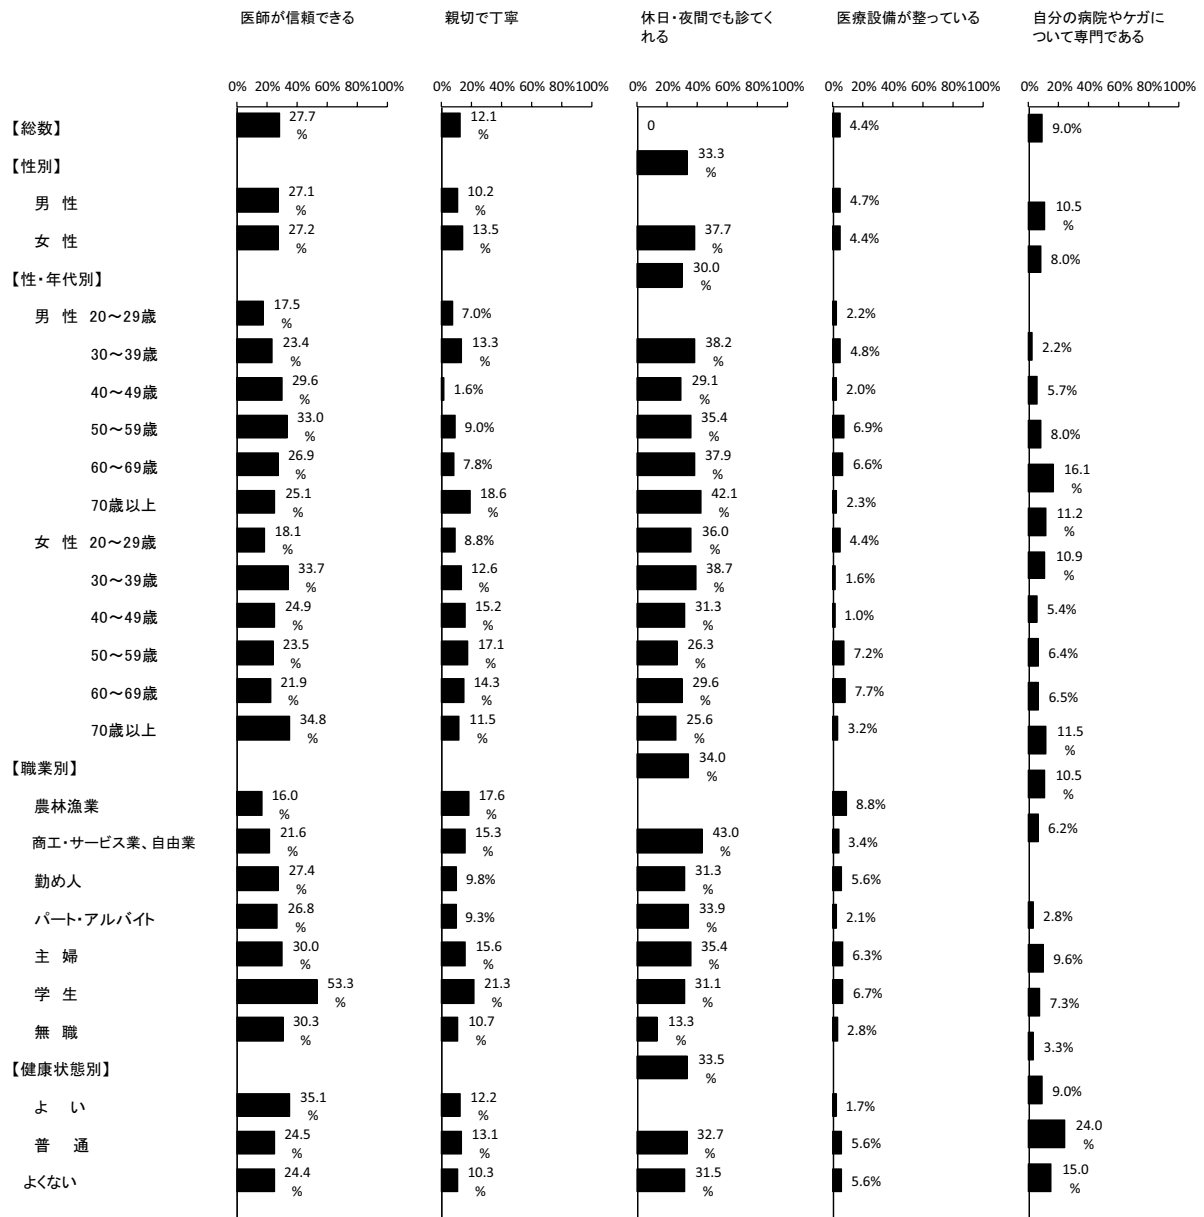 医師が信頼できる 親切で丁寧 休日・夜間でも診てく 医療設備が整っている 自分の病院やケガに
れる ついて専門である
0% 20% 40% 60% 80%100% 0% 20% 40% 60% 80%100% 0% 20% 40% 60% 80%100% 0% 20% 40% 60% 80%100% 0% 20% 40% 60% 80%100%
【総数】 27.7% 12.1% 0 4.4% 9.0%
【性別】 33.3%
男 性 27.1% 10.2% 4.7% 10.5%
女 性 27.2% 13.5% 37.7% 4.4% 8.0%
【性・年代別】 30.0%
男 性 20～29歳 17.5% 7.0% 2.2%
30～39歳 23.4% 13.3% 38.2% 4.8% 2.2%
40～49歳 29.6% 1.6% 29.1% 2.0% 5.7%
50～59歳 33.0% 9.0% 35.4% 6.9% 8.0%
60～69歳 26.9% 7.8% 37.9% 6.6% 16.1%
70歳以上 25.1% 18.6% 42.1% 2.3% 11.2%
女 性 20～29歳 18.1% 8.8% 36.0% 4.4% 10.9%
30～39歳 33.7% 12.6% 38.7% 1.6% 5.4%
40～49歳 24.9% 15.2% 31.3% 1.0% 6.4%
50～59歳 23.5% 17.1% 26.3% 7.2% 6.5%
60～69歳 21.9% 14.3% 29.6% 7.7%
70歳以上 34.8% 11.5% 25.6% 3.2% 11.5%
【職業別】 34.0% 10.5%
農林漁業 16.0% 17.6% 8.8% 6.2%
商工・サービス業、自由業 21.6% 15.3% 43.0% 3.4%
勤め人 27.4% 9.8% 31.3% 5.6%
パート・アルバイト 26.8% 9.3% 33.9% 2.1% 2.8%
主 婦 30.0% 15.6% 35.4% 6.3% 9.6%
学 生 53.3% 21.3% 31.1% 6.7% 7.3%
無 職 30.3% 10.7% 13.3% 2.8% 3.3%
【健康状態別】 33.5% 9.0%
よ い 35.1% 12.2% 1.7% 24.0%
普 通 24.5% 13.1% 32.7% 5.6%
よくない 24.4% 10.3% 31.5% 5.6% 15.0%